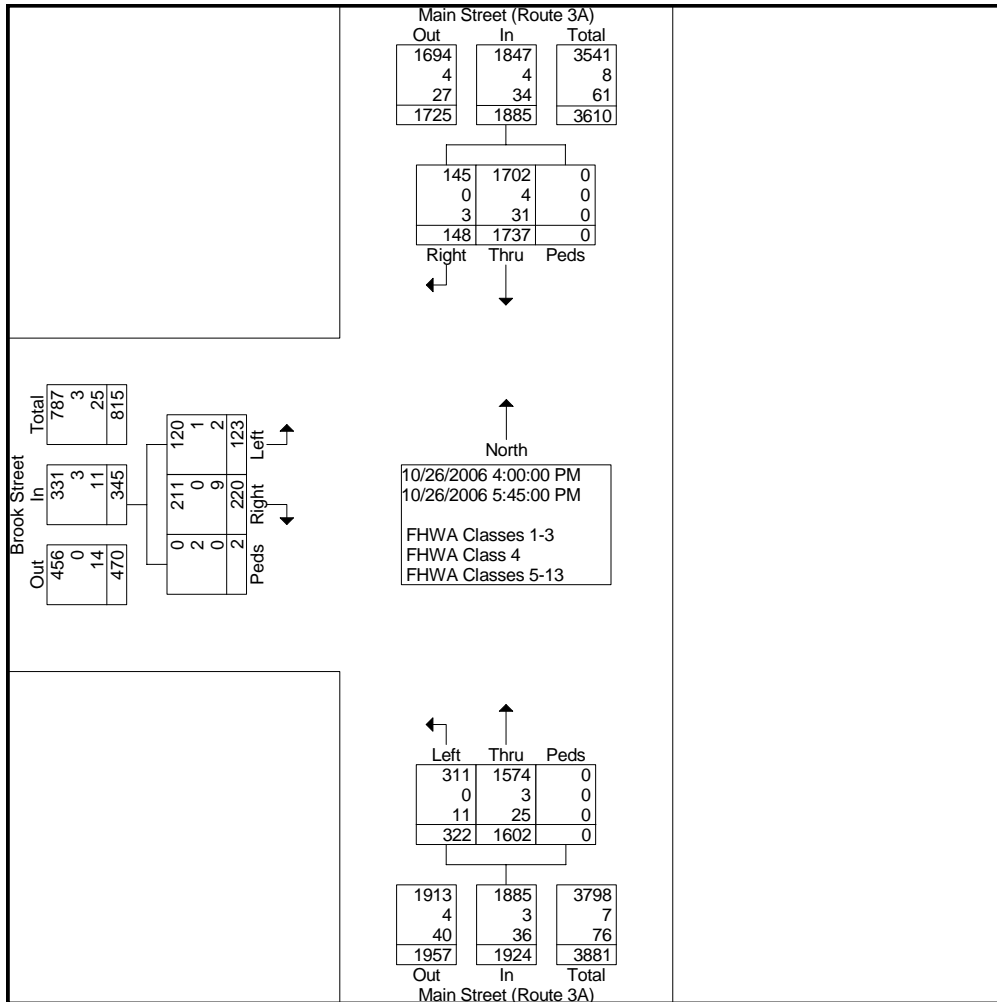 Main Street (Route 3A)
Out In Total
1694 1847 3541
4 4 8
27 34 61
1725 1885 3610
145 1702 0
0 4 0
3 31 0
148 1737 0
Right Thru Peds
Brook Street
Total
787 3 25 815
In
331 3 11 345
Out
456 0 14 470
120 1 2 123
Left
211 0 9 220
Right
0 2 0 2
Peds
North
10/26/2006 4:00:00 PM
10/26/2006 5:45:00 PM
FHWA Classes 1-3
FHWA Class 4
FHWA Classes 5-13
Left Thru Peds
311 1574 0
0 3 0
11 25 0
322 1602 0
1913 1885 3798
4 3 7
40 36 76
1957 1924 3881
Out In Total
Main Street (Route 3A)